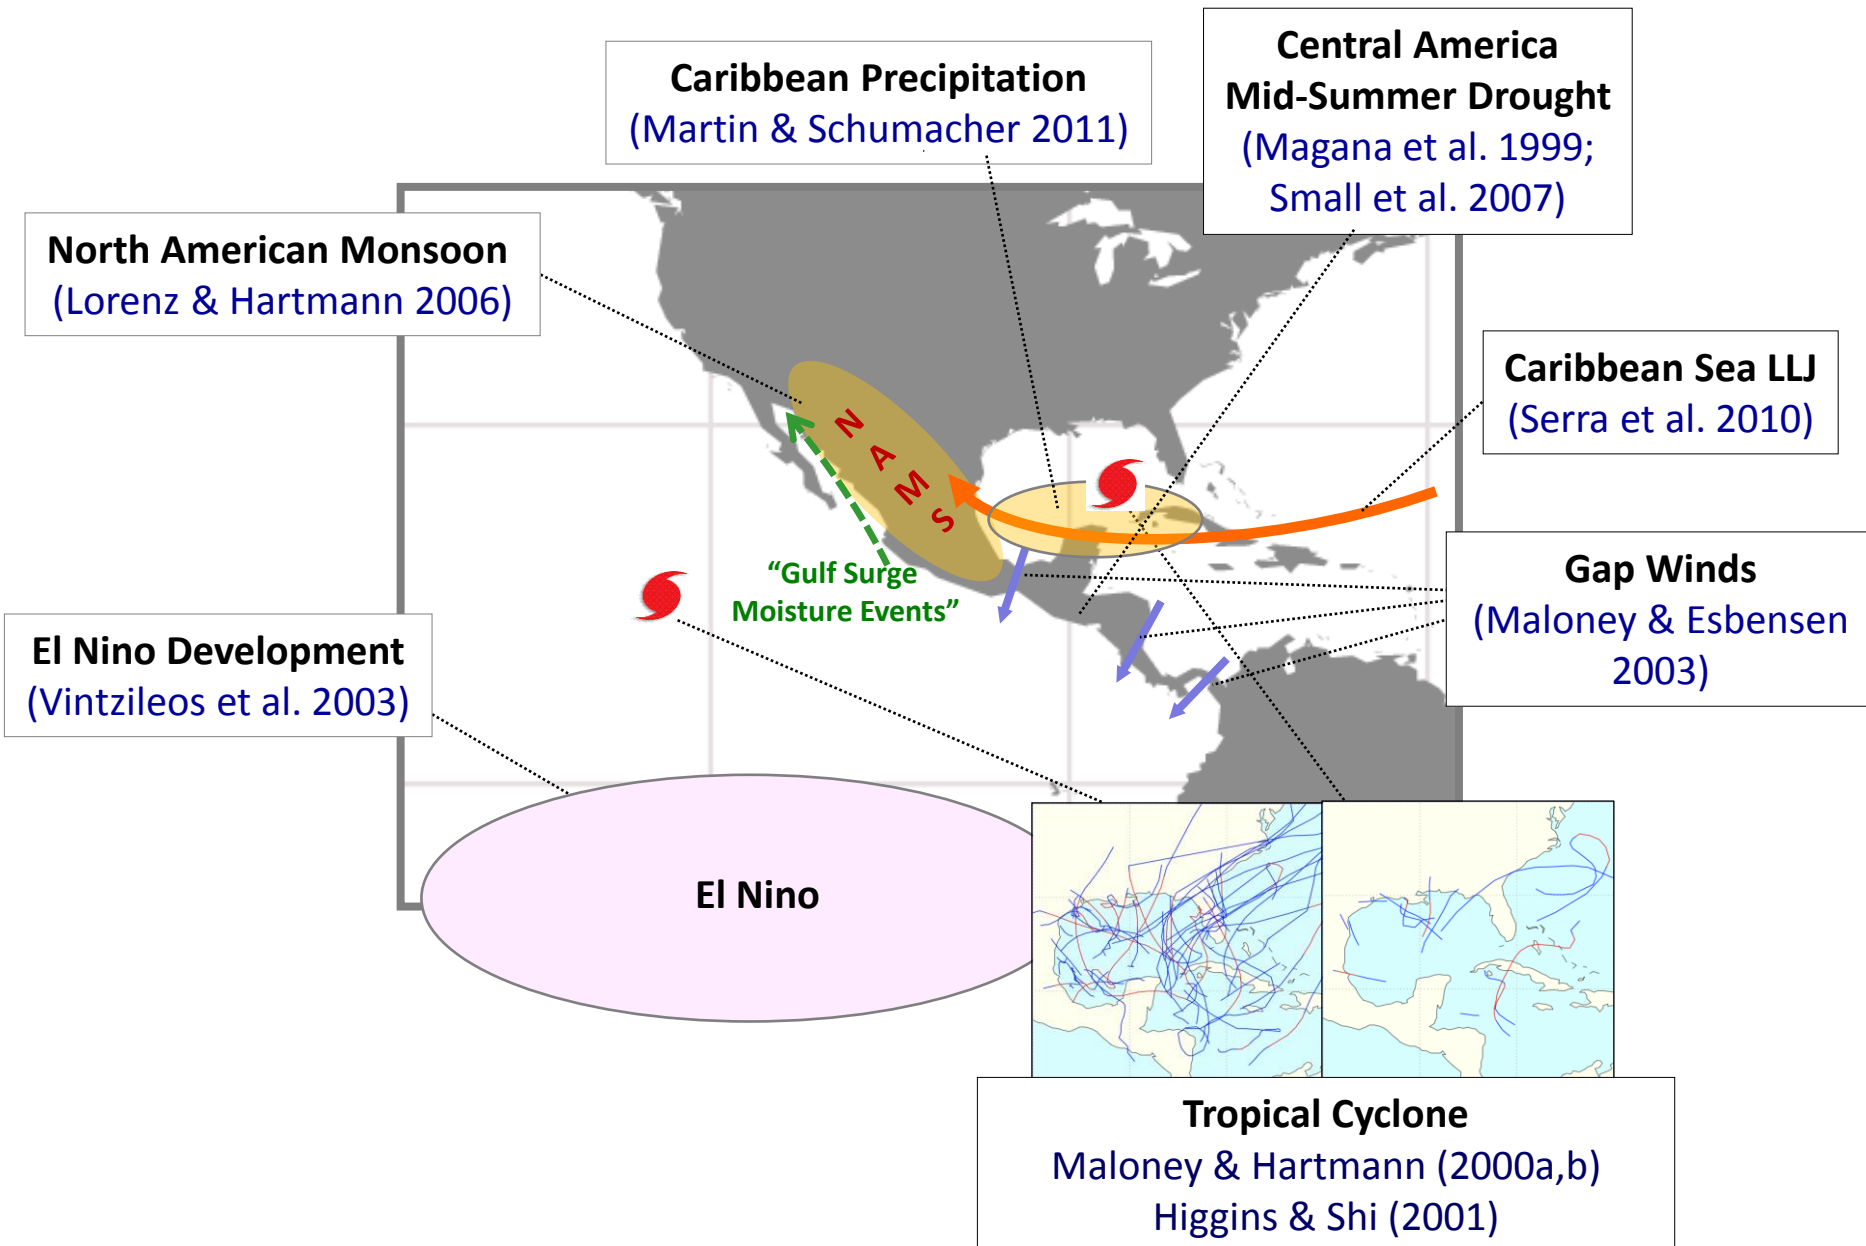 Central America
Mid-Summer Drought
(Magana et al. 1999;
Small et al. 2007)
Caribbean Precipitation
(Martin & Schumacher 2011)
North American Monsoon
(Lorenz & Hartmann 2006)
Caribbean Sea LLJ
(Serra et al. 2010)
N
A
M
S
"Gulf Surge
Moisture Events"
Gap Winds
(Maloney & Esbensen
2003)
El Nino Development
(Vintzileos et al. 2003)
El Nino
Tropical Cyclone
Maloney & Hartmann (2000a,b)
Higgins & Shi (2001)